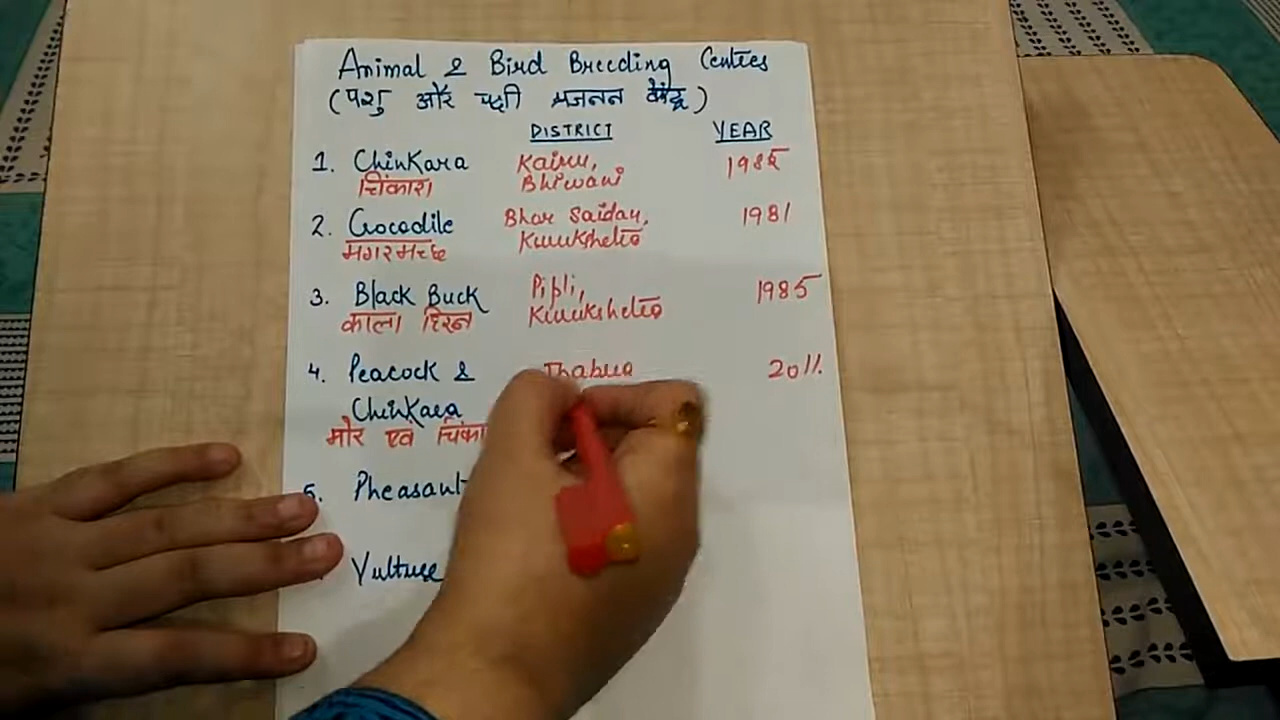 Animal & Bird Breeding Centres
(पशु और पक्षी प्रजनन केंद्र)
DISTRICT YEAR
1. Chinkara Kairu, 1985
चिंकारा Bhiwani
2. Crocodile Bhor Saidan, 1981
मगरमच्छ Kurukshetra
3. Black Buck Pipli, 1985
काला हिरन Kurukshetra
4. Peacock & Jhabua 2011
Chinkara
मोर एवं चिंका
5. Pheasant
Vulture